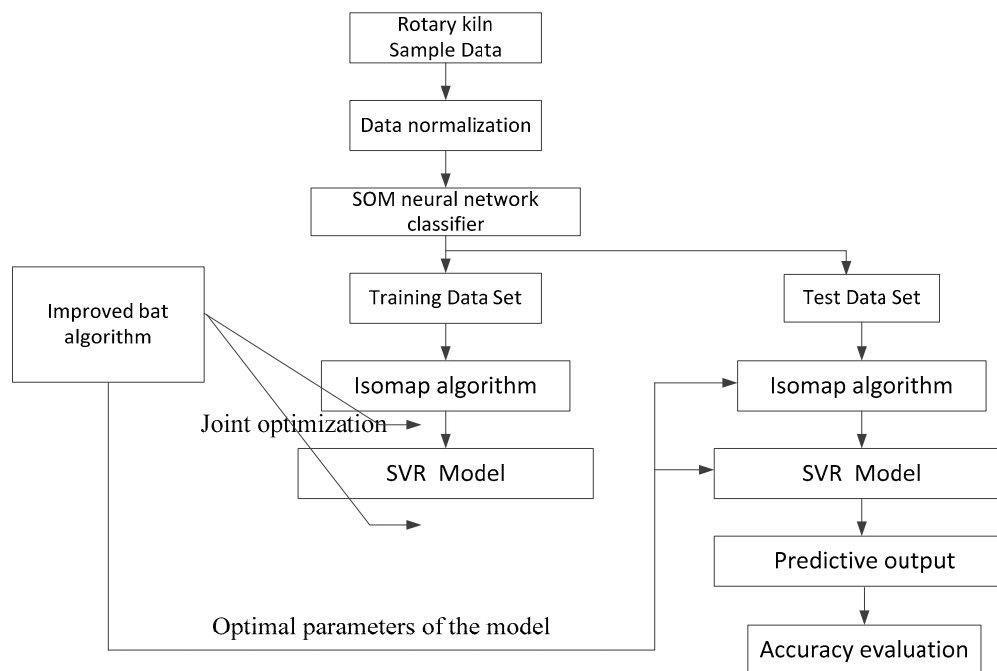 Rotary kiln
Sample Data
Data normalization
SOM neural network
classifier
Training Data Set
Test Data Set
Improved bat
algorithm
Isomap algorithm
Isomap algorithm
Joint optimization
SVR Model
SVR Model
Predictive output
Optimal parameters of the model
Accuracy evaluation